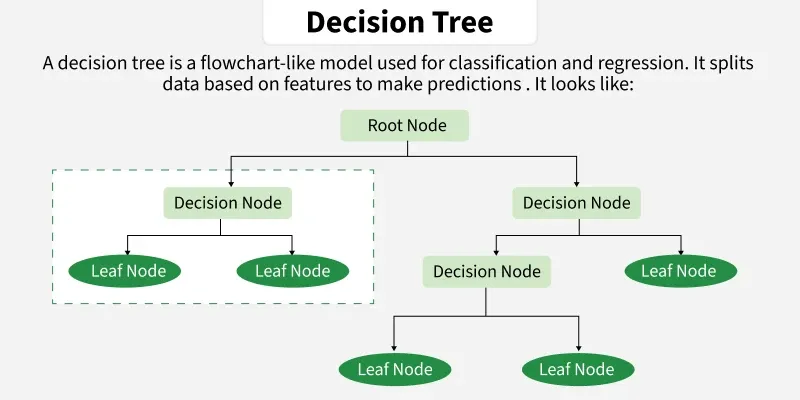 Decision Tree
A decision tree is a flowchart-like model used for classification and regression. It splits
data based on features to make predictions . It looks like:
Root Node
Decision Node
Decision Node
Leaf Node
Leaf Node
Decision Node
Leaf Node
Leaf Node
Leaf Node